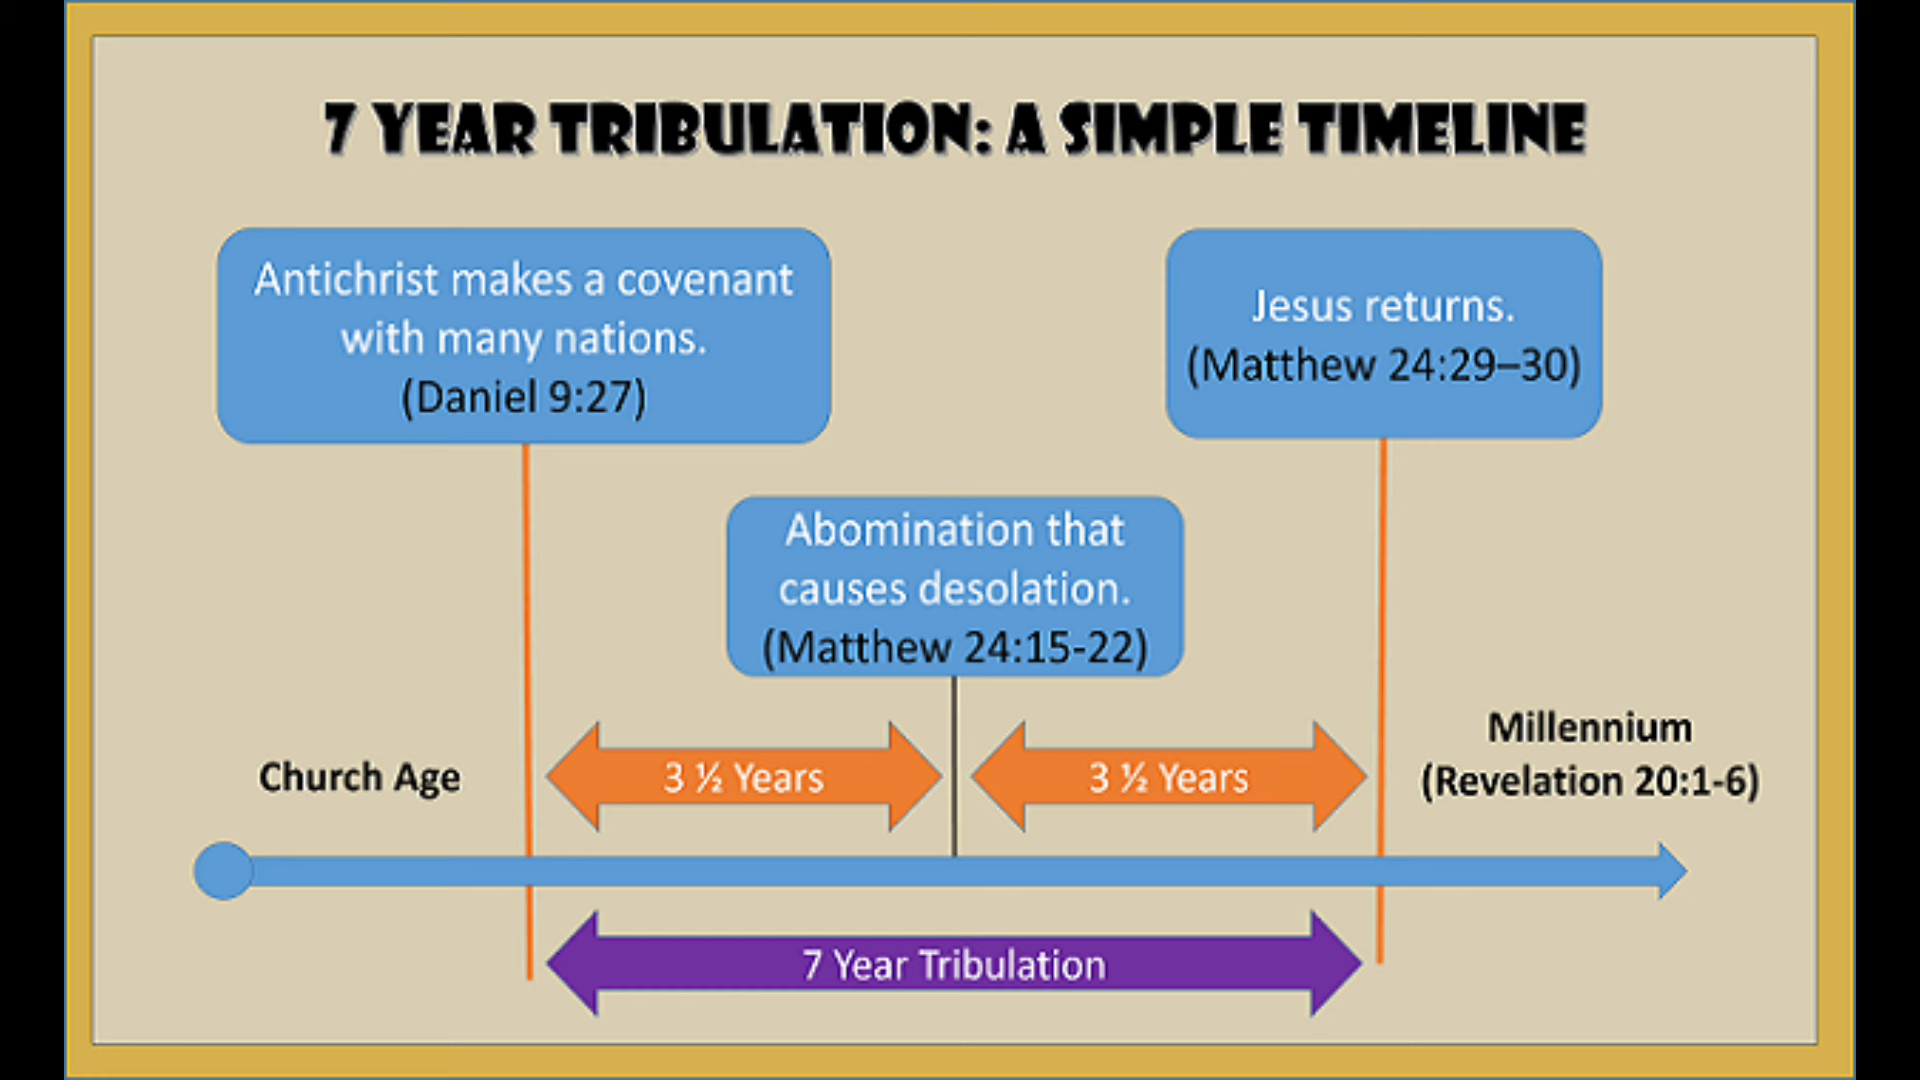 7 YEAR TRIBULATION: A SIMPLE TIMELINE
Antichrist makes a covenant
with many nations.
(Daniel 9:27)
Jesus returns.
(Matthew 24:29–30)
Abomination that
causes desolation.
(Matthew 24:15-22)
Church Age
3 ½ Years
3 ½ Years
Millennium
(Revelation 20:1-6)
7 Year Tribulation